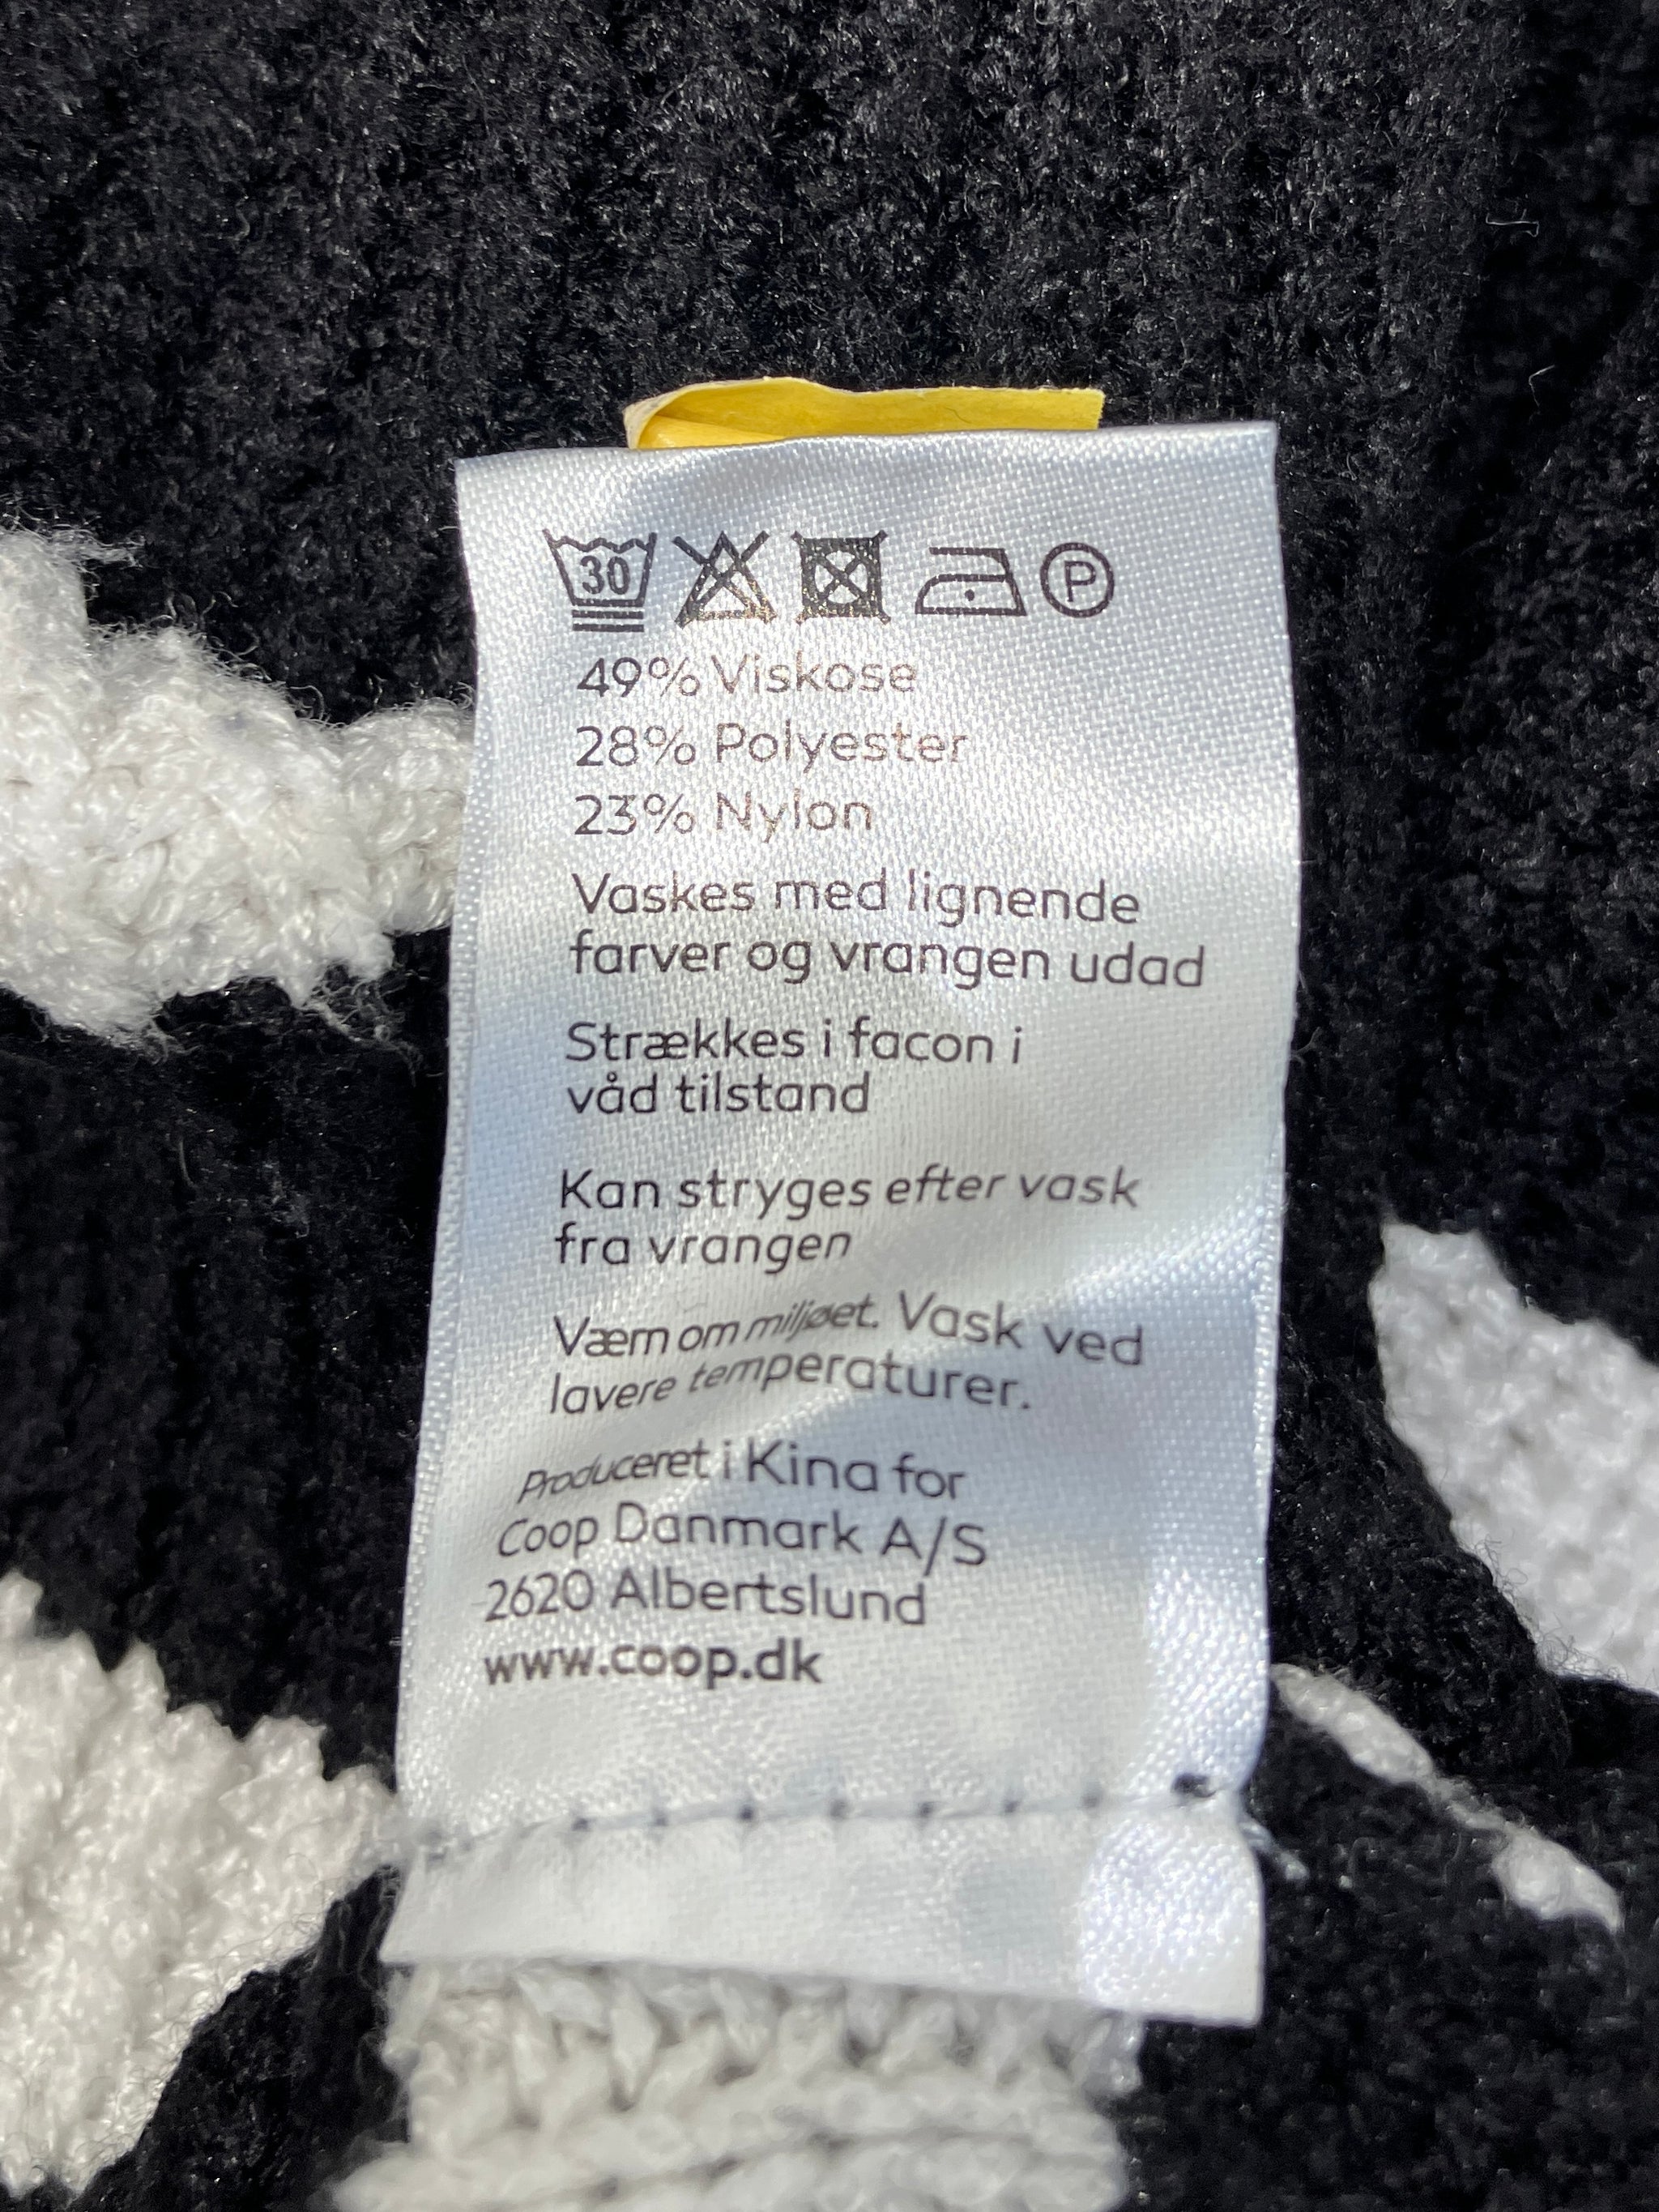 30
P
49% Viskose
28% Polyester
23% Nylon
Vaskes med lignende
farver og vrangen udad
Strækkes i facon i
våd tilstand
Kan stryges efter vask
fra vrangen
Værn om miljøet. Vask ved
lavere temperaturer.
Produceret i Kina for
Coop Danmark A/S
2620 Albertslund
www.coop.dk